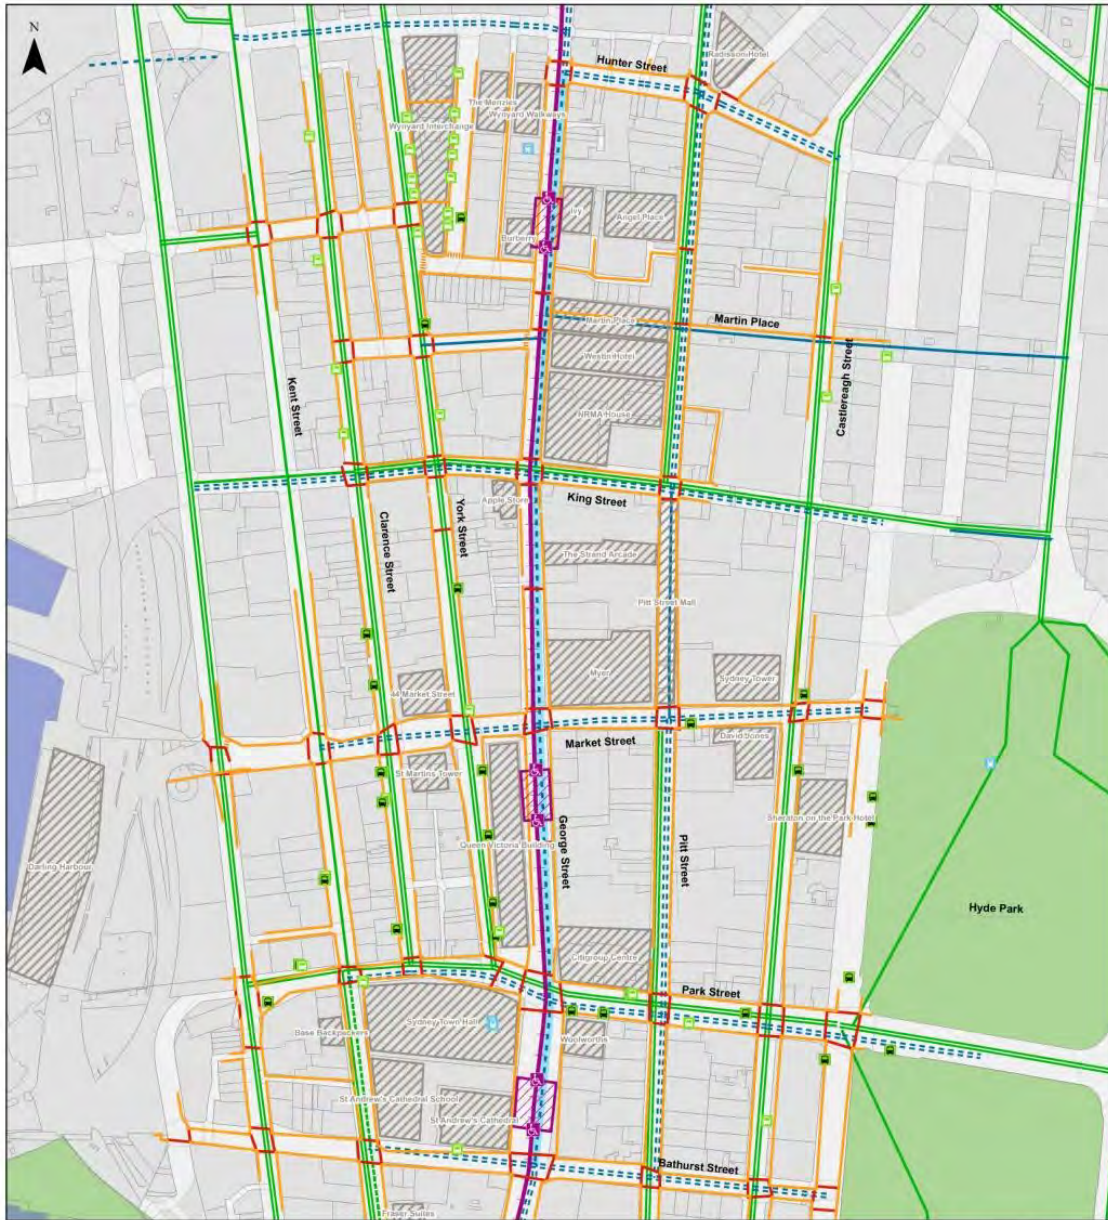 N
Hunter Street
Radisson Hotel
The Menzies
Wynyard Walkways
Wynyard Interchange
Ivy
Angel Place
Burberry
Martin Place
Martin Place
Westin Hotel
Castlereagh Street
Kent Street
NRMA House
King Street
Apple Store
York Street
Clarence Street
The Strand Arcade
Pitt Street Mall
Myer
Sydney Tower
44 Market Street
Market Street
David Jones
St Martins Tower
Sheraton on the Park Hotel
George Street
Queen Victoria Building
Pitt Street
Darling Harbour
Hyde Park
Citigroup Centre
Park Street
Sydney Town Hall
Base Backpackers
Woolworths
St Andrew's Cathedral School
St Andrew's Cathedral
Bathurst Street
Fraser Suites